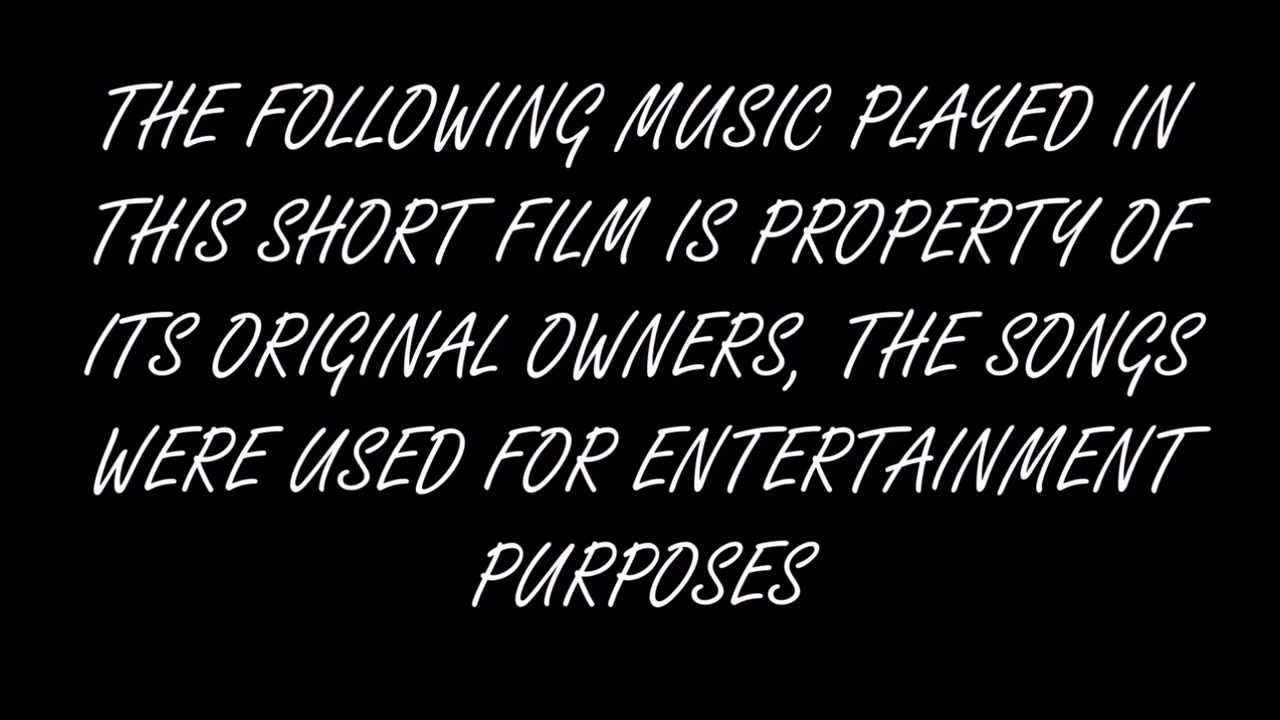 THE FOLLOWING MUSIC PLAYED IN
THIS SHORT FILM IS PROPERTY OF
ITS ORIGINAL OWNERS, THE SONGS
WERE USED FOR ENTERTAINMENT
PURPOSES